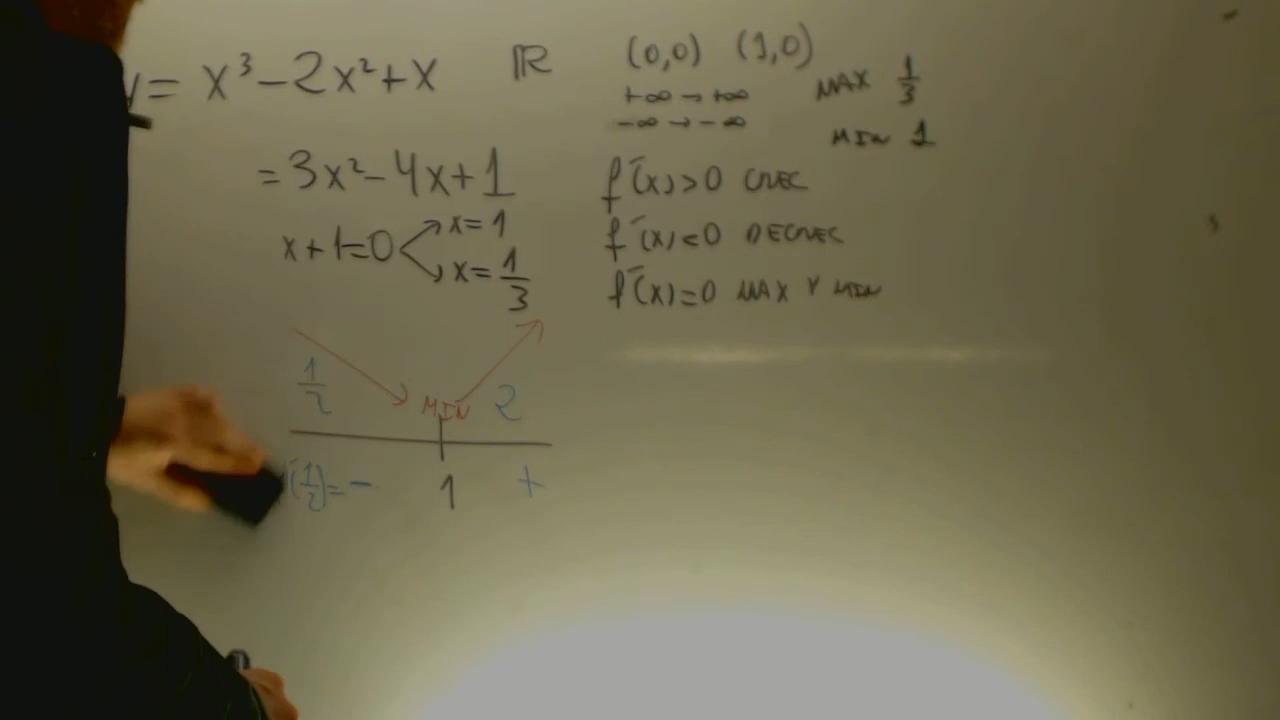 y = x³-2x²+x ℝ (0,0) (1,0)
+∞ → +∞ MAX 1/3
-∞ → -∞ MIN 1
=3x²-4x+1 f'(x)>0 CREC
x+1=0 x=1 f'(x)<0 DECREC
x=1/3 f'(x)=0 MAX Y MIN
1/2 MIN 2
(1/2)= - 1 +